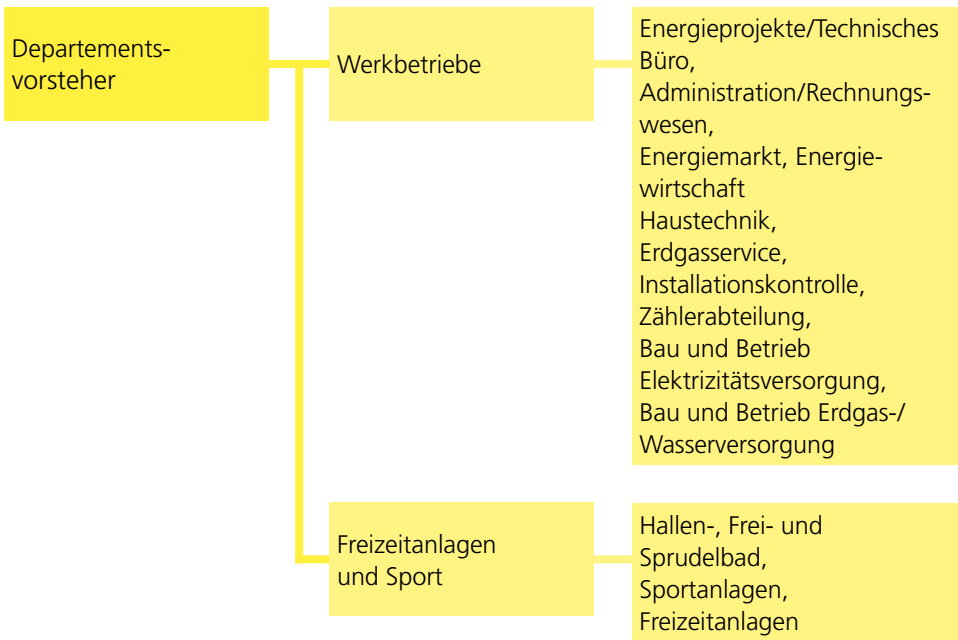 Departements-
vorsteher
Werkbetriebe
Energieprojekte/Technisches
Büro,
Administration/Rechnungs-
wesen,
Energiemarkt, Energie-
wirtschaft
Haustechnik,
Erdgasservice,
Installationskontrolle,
Zählerabteilung,
Bau und Betrieb
Elektrizitätsversorgung,
Bau und Betrieb Erdgas-/
Wasserversorgung
Freizeitanlagen
und Sport
Hallen-, Frei- und
Sprudelbad,
Sportanlagen,
Freizeitanlagen